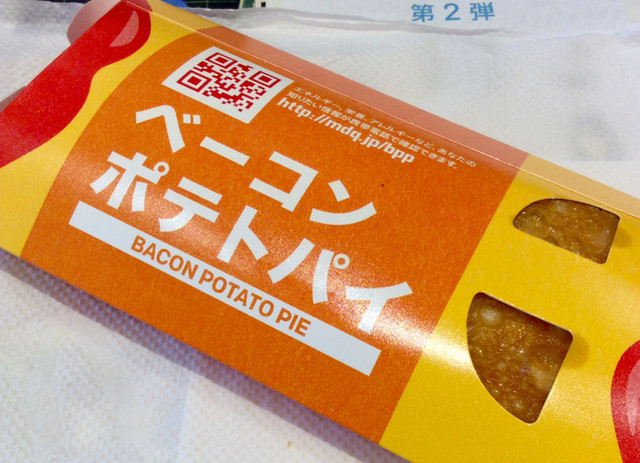 第2弾
エネルギー、栄養、アレルギーなど、あなたの
知りたい情報が携帯電話で確認できます。
http://mdq.jp/bpp
ベーコン
ポテトパイ
BACON POTATO PIE